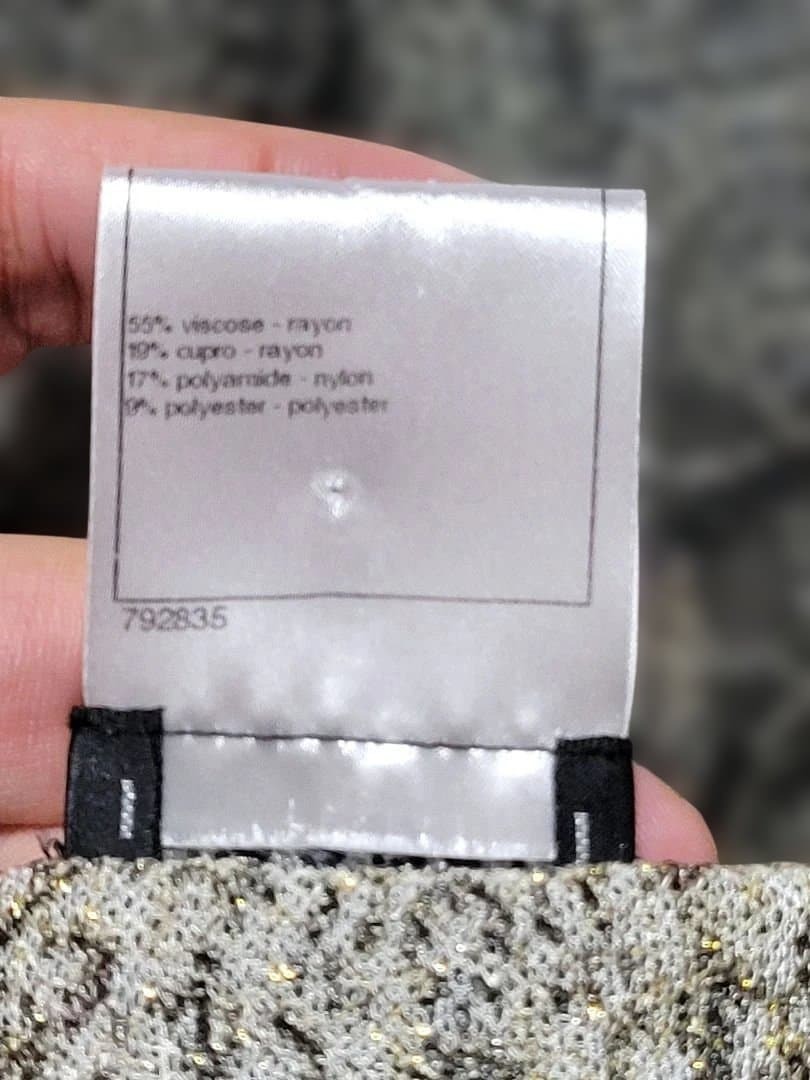 55% viscose - rayon
19% cupro - rayon
17% polyamide - nylon
9% polyester - polyester
792835